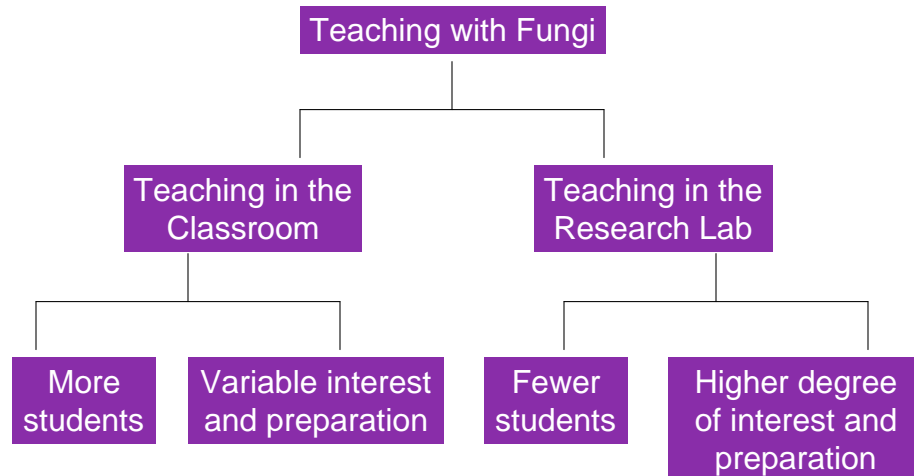 Teaching with Fungi
Teaching in the
Classroom
Teaching in the
Research Lab
More
students
Variable interest
and preparation
Fewer
students
Higher degree
of interest and
preparation